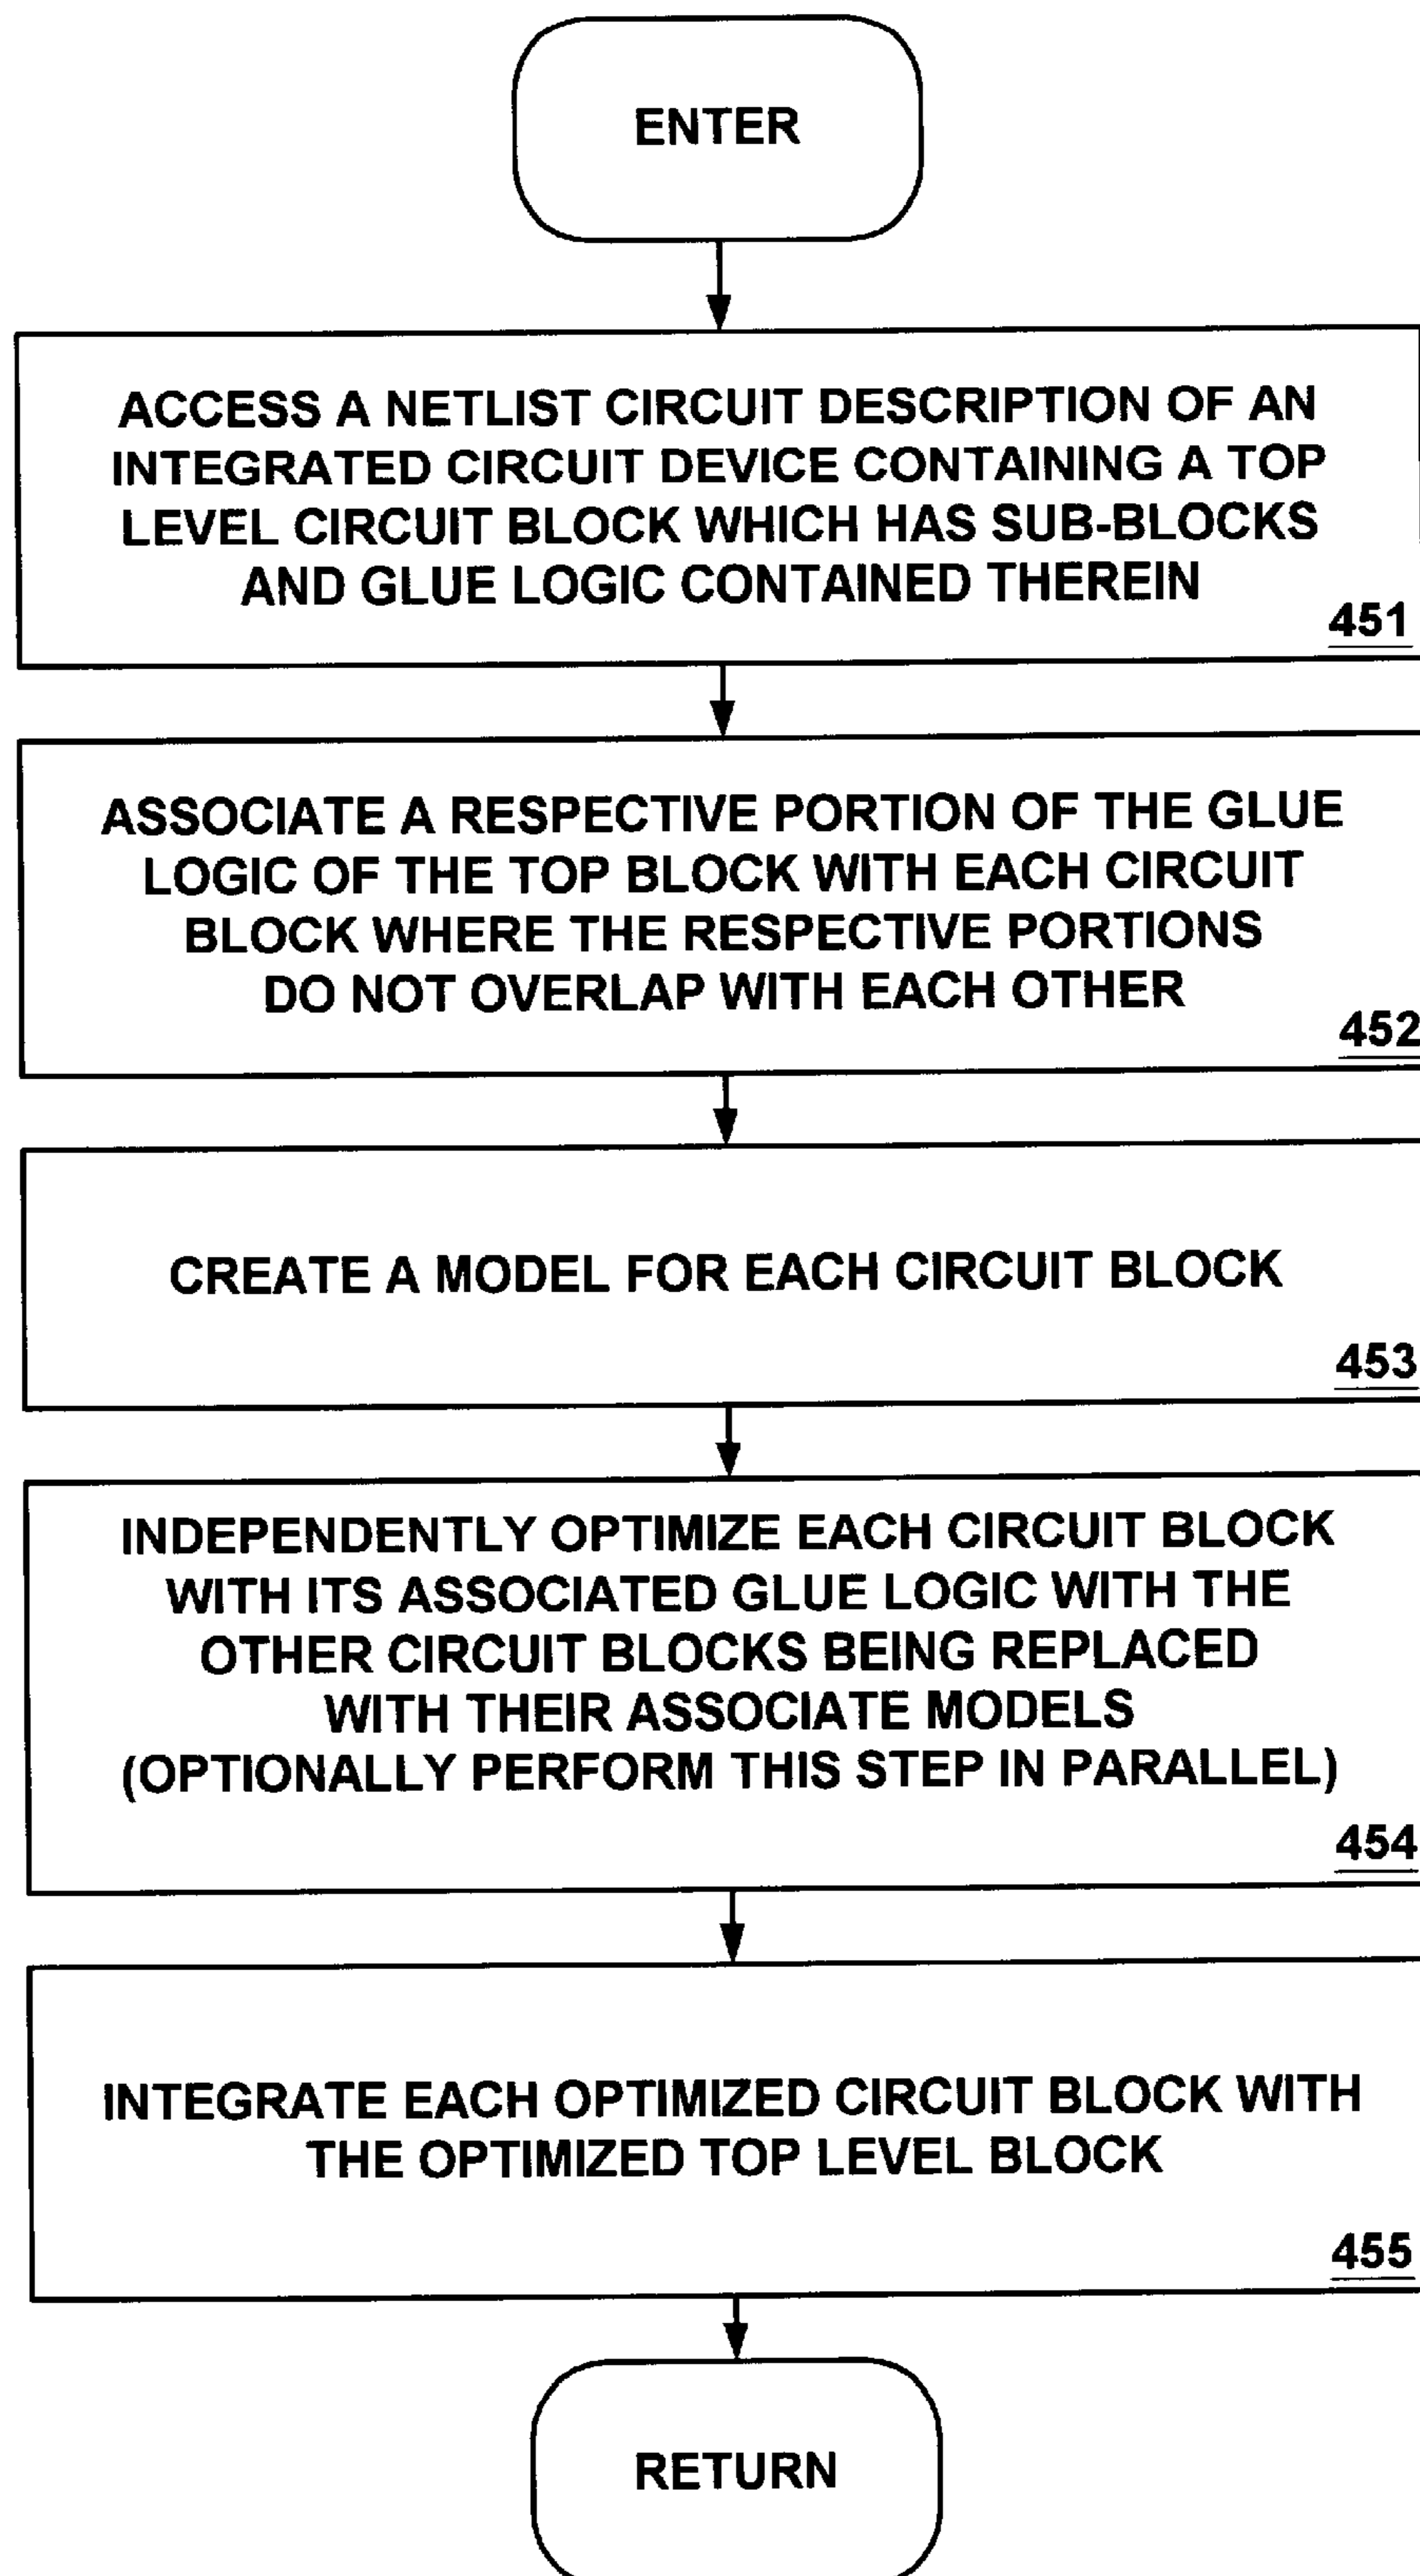 ENTER
ACCESS A NETLIST CIRCUIT DESCRIPTION OF AN
INTEGRATED CIRCUIT DEVICE CONTAINING A TOP
LEVEL CIRCUIT BLOCK WHICH HAS SUB-BLOCKS
AND GLUE LOGIC CONTAINED THEREIN
451
ASSOCIATE A RESPECTIVE PORTION OF THE GLUE
LOGIC OF THE TOP BLOCK WITH EACH CIRCUIT
BLOCK WHERE THE RESPECTIVE PORTIONS
DO NOT OVERLAP WITH EACH OTHER
452
CREATE A MODEL FOR EACH CIRCUIT BLOCK
453
INDEPENDENTLY OPTIMIZE EACH CIRCUIT BLOCK
WITH ITS ASSOCIATED GLUE LOGIC WITH THE
OTHER CIRCUIT BLOCKS BEING REPLACED
WITH THEIR ASSOCIATE MODELS
(OPTIONALLY PERFORM THIS STEP IN PARALLEL)
454
INTEGRATE EACH OPTIMIZED CIRCUIT BLOCK WITH
THE OPTIMIZED TOP LEVEL BLOCK
455
RETURN